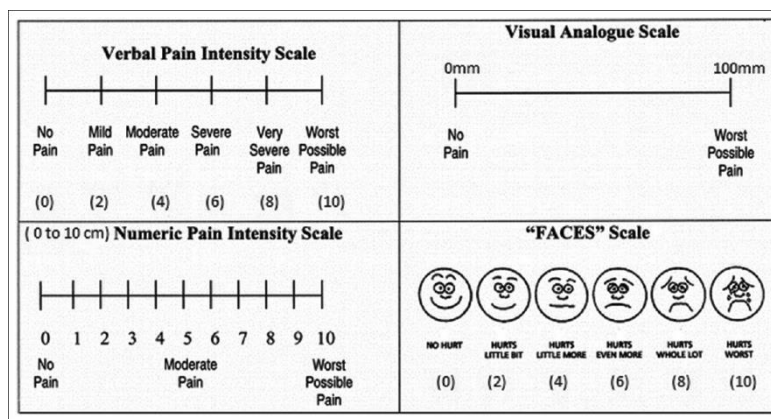 Verbal Pain Intensity Scale
No Pain
Mild Pain
Moderate Pain
Severe Pain
Very Severe Pain
Worst Possible Pain
(0) (2) (4) (6) (8) (10)
Visual Analogue Scale
0mm 100mm
No Pain
Worst Possible Pain
( 0 to 10 cm) Numeric Pain Intensity Scale
0 1 2 3 4 5 6 7 8 9 10
No Pain
Moderate Pain
Worst Possible Pain
“FACES” Scale
NO HURT
HURTS LITTLE BIT
HURTS LITTLE MORE
HURTS EVEN MORE
HURTS WHOLE LOT
HURTS WORST
(0) (2) (4) (6) (8) (10)